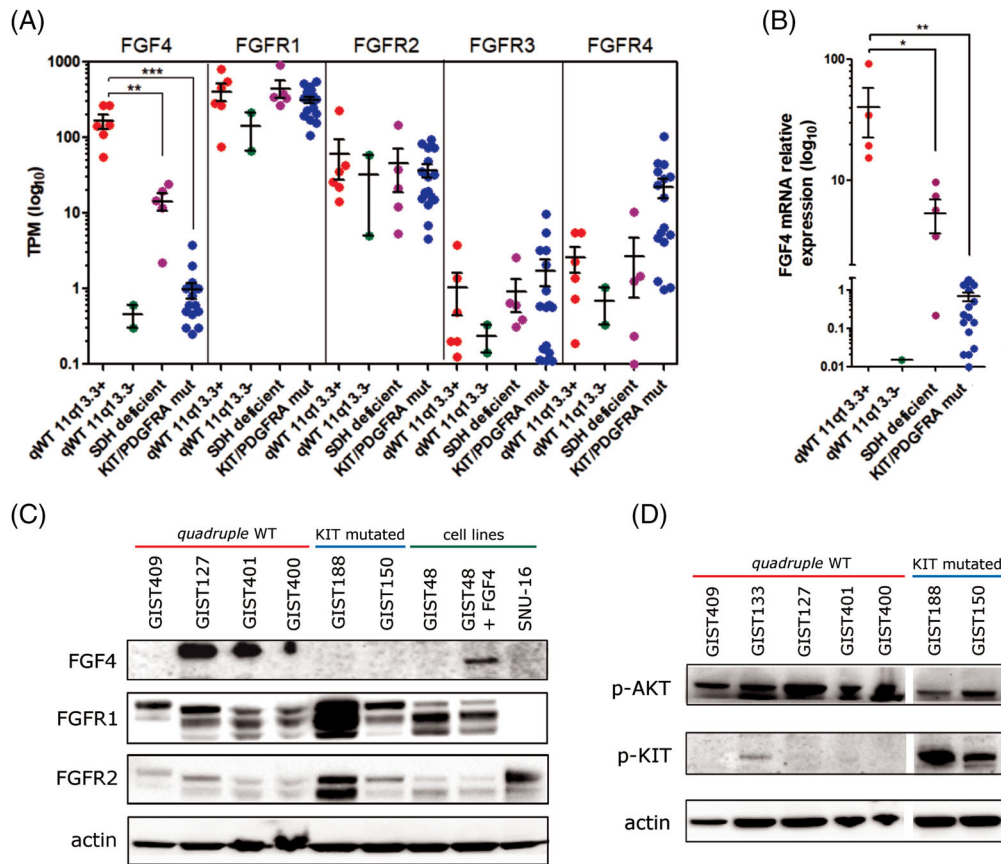 (A)
FGF4 FGFR1 FGFR2 FGFR3 FGFR4
TPM (log10)
1000
100
10
1
0.1
***
**
qWT 11q13.3+
qWT 11q13.3-
SDH deficient
KIT/PDGFRA mut
qWT 11q13.3+
qWT 11q13.3-
SDH deficient
KIT/PDGFRA mut
qWT 11q13.3+
qWT 11q13.3-
SDH deficient
KIT/PDGFRA mut
qWT 11q13.3+
qWT 11q13.3-
SDH deficient
KIT/PDGFRA mut
qWT 11q13.3+
qWT 11q13.3-
SDH deficient
KIT/PDGFRA mut
(B)
FGF4 mRNA relative
expression (log10)
100
10
1
0.1
0.01
**
*
qWT 11q13.3+
qWT 11q13.3-
SDH deficient
KIT/PDGFRA mut
(C)
quadruple WT KIT mutated cell lines
GIST409
GIST127
GIST401
GIST400
GIST188
GIST150
GIST48
GIST48
+ FGF4
SNU-16
FGF4
FGFR1
FGFR2
actin
(D)
quadruple WT KIT mutated
GIST409
GIST133
GIST127
GIST401
GIST400
GIST188
GIST150
p-AKT
p-KIT
actin